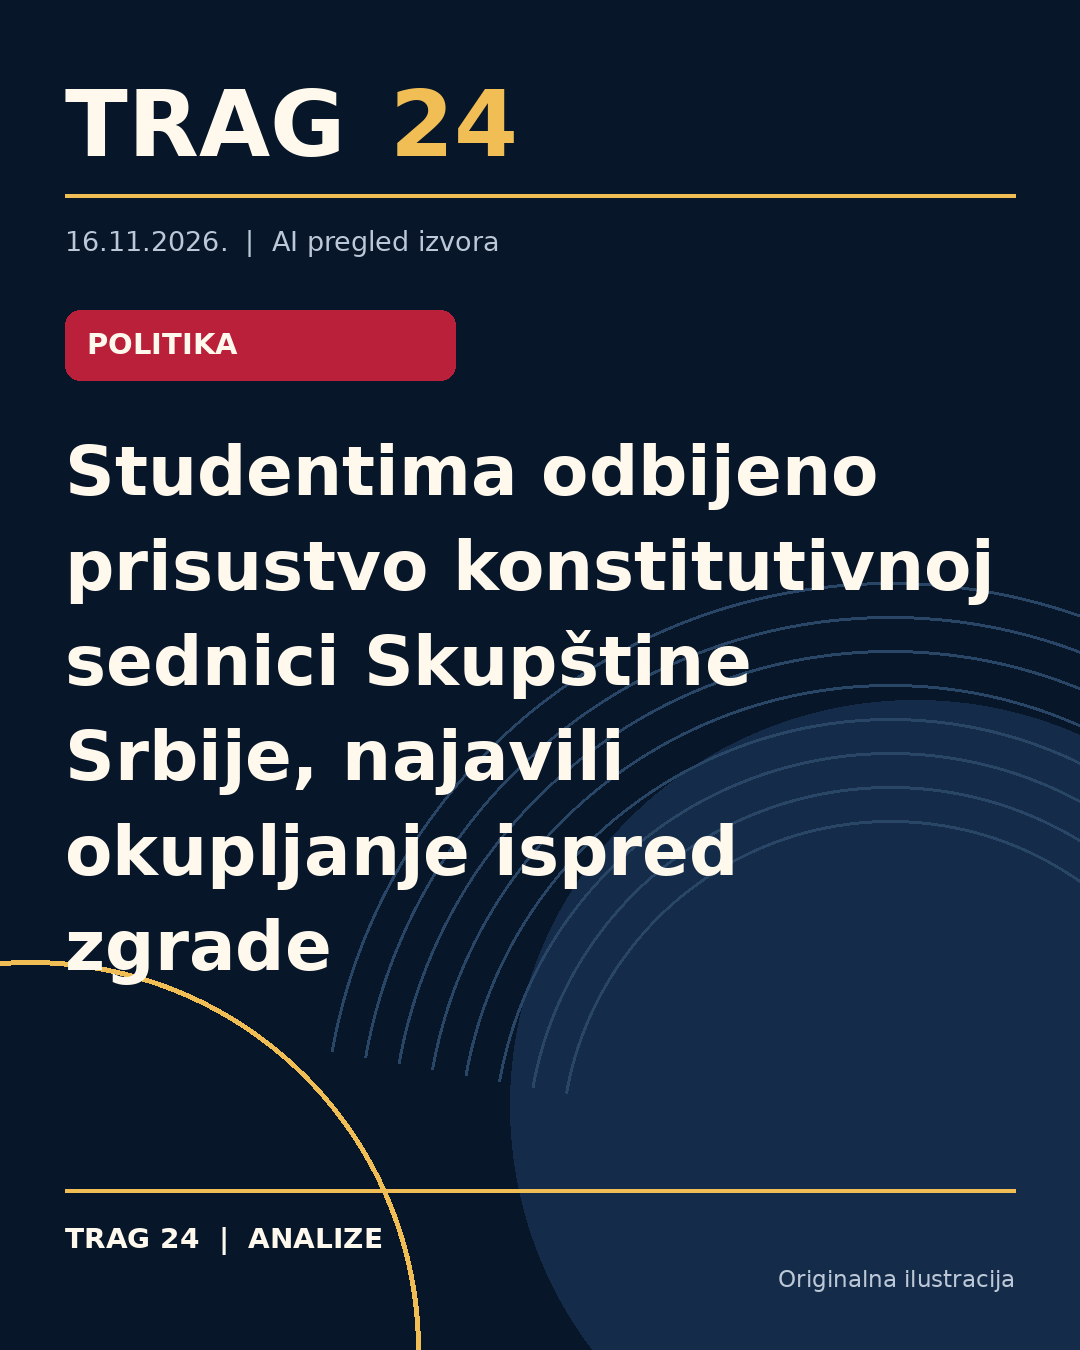 TRAG 24
16.11.2026. | AI pregled izvora
POLITIKA
Studentima odbijeno
prisustvo konstitutivnoj
sednici Skupštine
Srbije, najavili
okupljanje ispred
zgrade
TRAG 24 | ANALIZE
Originalna ilustracija